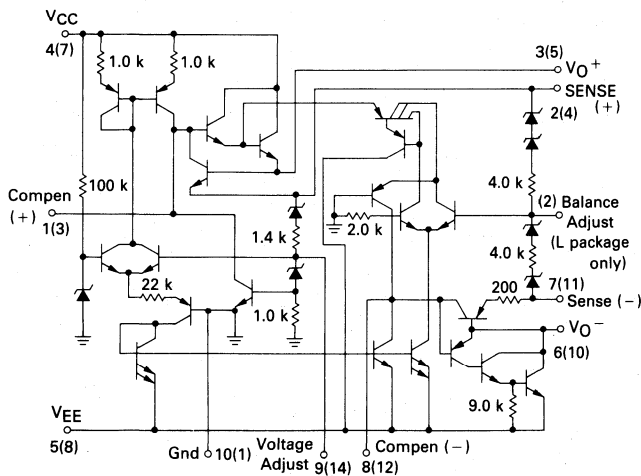 VCC
4(7)
1.0 k
1.0 k
3(5)
VO+
SENSE
(+)
2(4)
100 k
4.0 k
Compen
(+)
1(3)
(2) Balance
Adjust
(L package
only)
2.0 k
1.4 k
4.0 k
22 k
200
7(11)
Sense (-)
1.0 k
VO-
6(10)
9.0 k
VEE
5(8)
Gnd
10(1)
Voltage
Adjust
9(14)
8(12)
Compen (-)